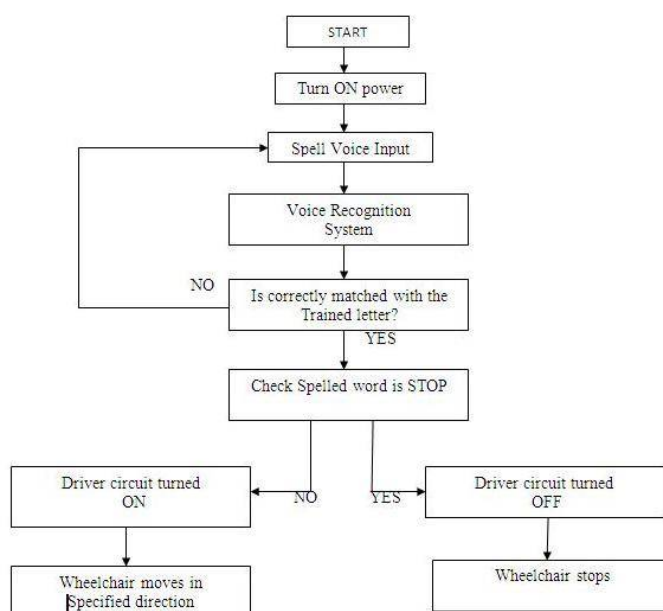 START
Turn ON power
Spell Voice Input
Voice Recognition
System
NO
Is correctly matched with the
Trained letter?
YES
Check Spelled word is STOP
Driver circuit turned
ON
NO
YES
Driver circuit turned
OFF
Wheelchair moves in
Specified direction
Wheelchair stops